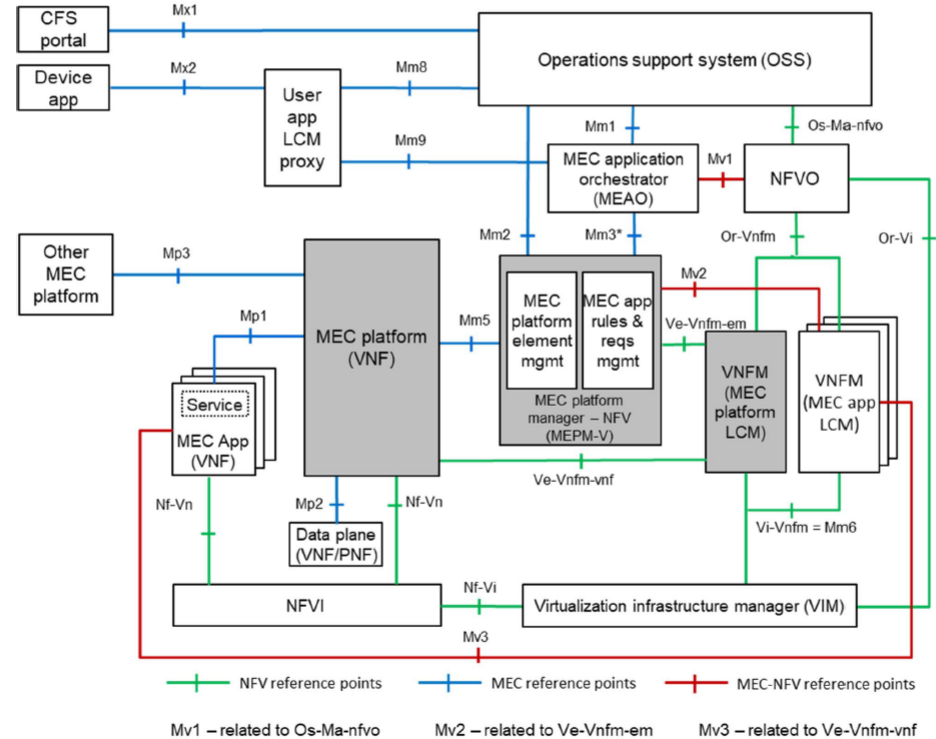 CFS
portal
Mx1
Operations support system (OSS)
Device
app
Mx2
User
app
LCM
proxy
Mm8
Mm9
Mm1
Os-Ma-nfvo
MEC application
orchestrator
(MEAO)
Mv1
NFVO
Mm2
Mm3*
Or-Vnfm
Or-Vi
Other
MEC
platform
Mp3
MEC platform
(VNF)
Mp1
Mm5
MEC
platform
element
mgmt
MEC app
rules &
reqs
mgmt
MEC platform
manager – NFV
(MEPM-V)
Mv2
Ve-Vnfm-em
VNFM
(MEC
platform
LCM)
VNFM
(MEC app
LCM)
Service
MEC App
(VNF)
Ve-Vnfm-vnf
Nf-Vn
Mp2
Nf-Vn
Data plane
(VNF/PNF)
Vi-Vnfm = Mm6
NFVI
Nf-Vi
Virtualization infrastructure manager (VIM)
Mv3
NFV reference points
MEC reference points
MEC-NFV reference points
Mv1 – related to Os-Ma-nfvo
Mv2 – related to Ve-Vnfm-em
Mv3 – related to Ve-Vnfm-vnf